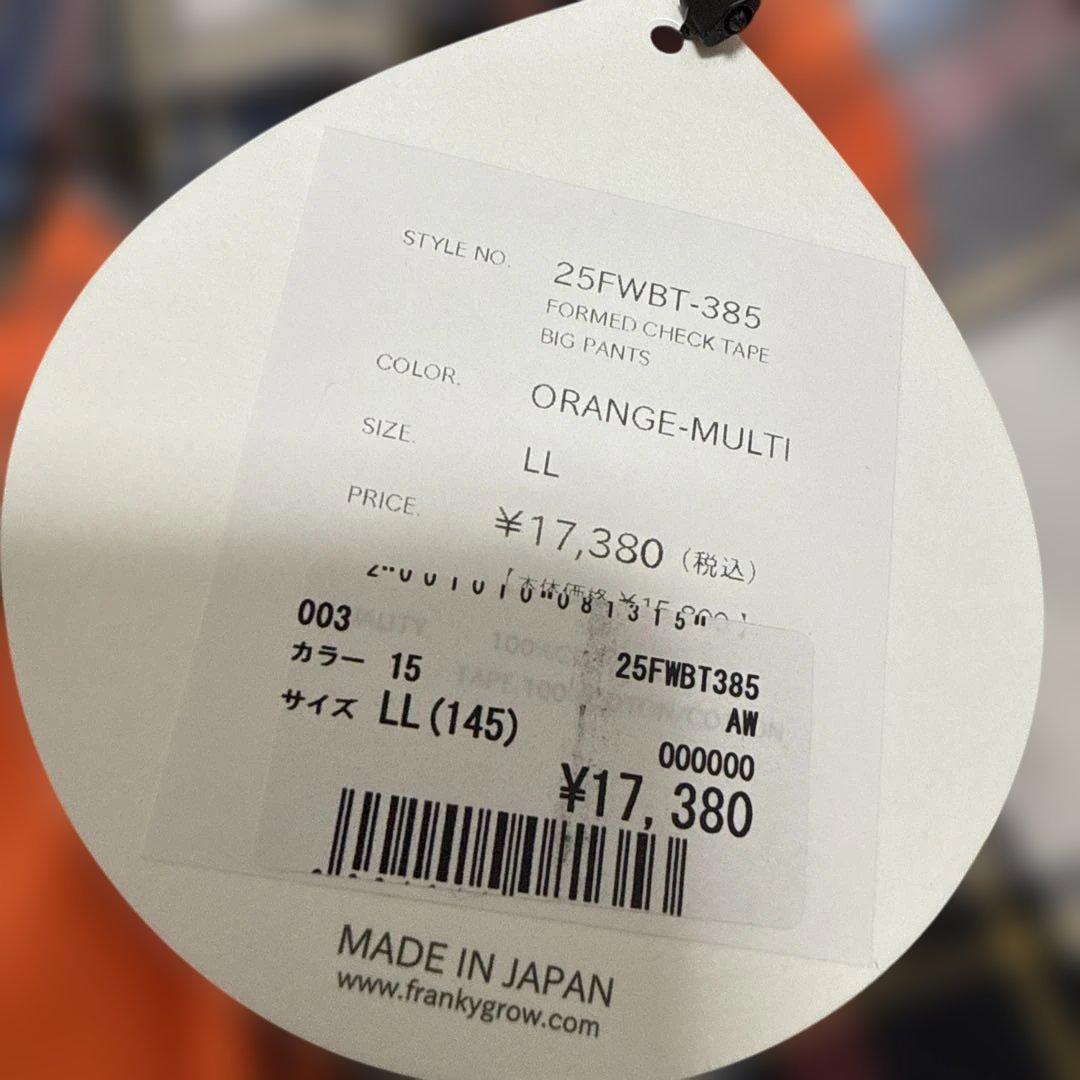 STYLE NO. 25FWBT-385
FORMED CHECK TAPE
BIG PANTS
COLOR. ORANGE-MULTI
SIZE. LL
PRICE. ¥17,380 (税込)
003
25FWBT385
カラー 15
AW
サイズ LL(145)
000000
¥17,380
MADE IN JAPAN
www.frankygrow.com